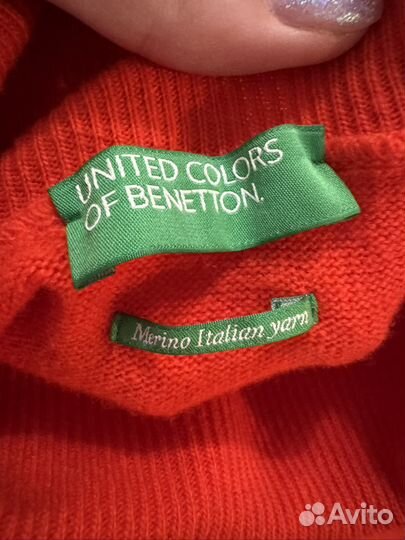 UNITED COLORS
OF BENETTON.
Merino Italian yarn
Avito